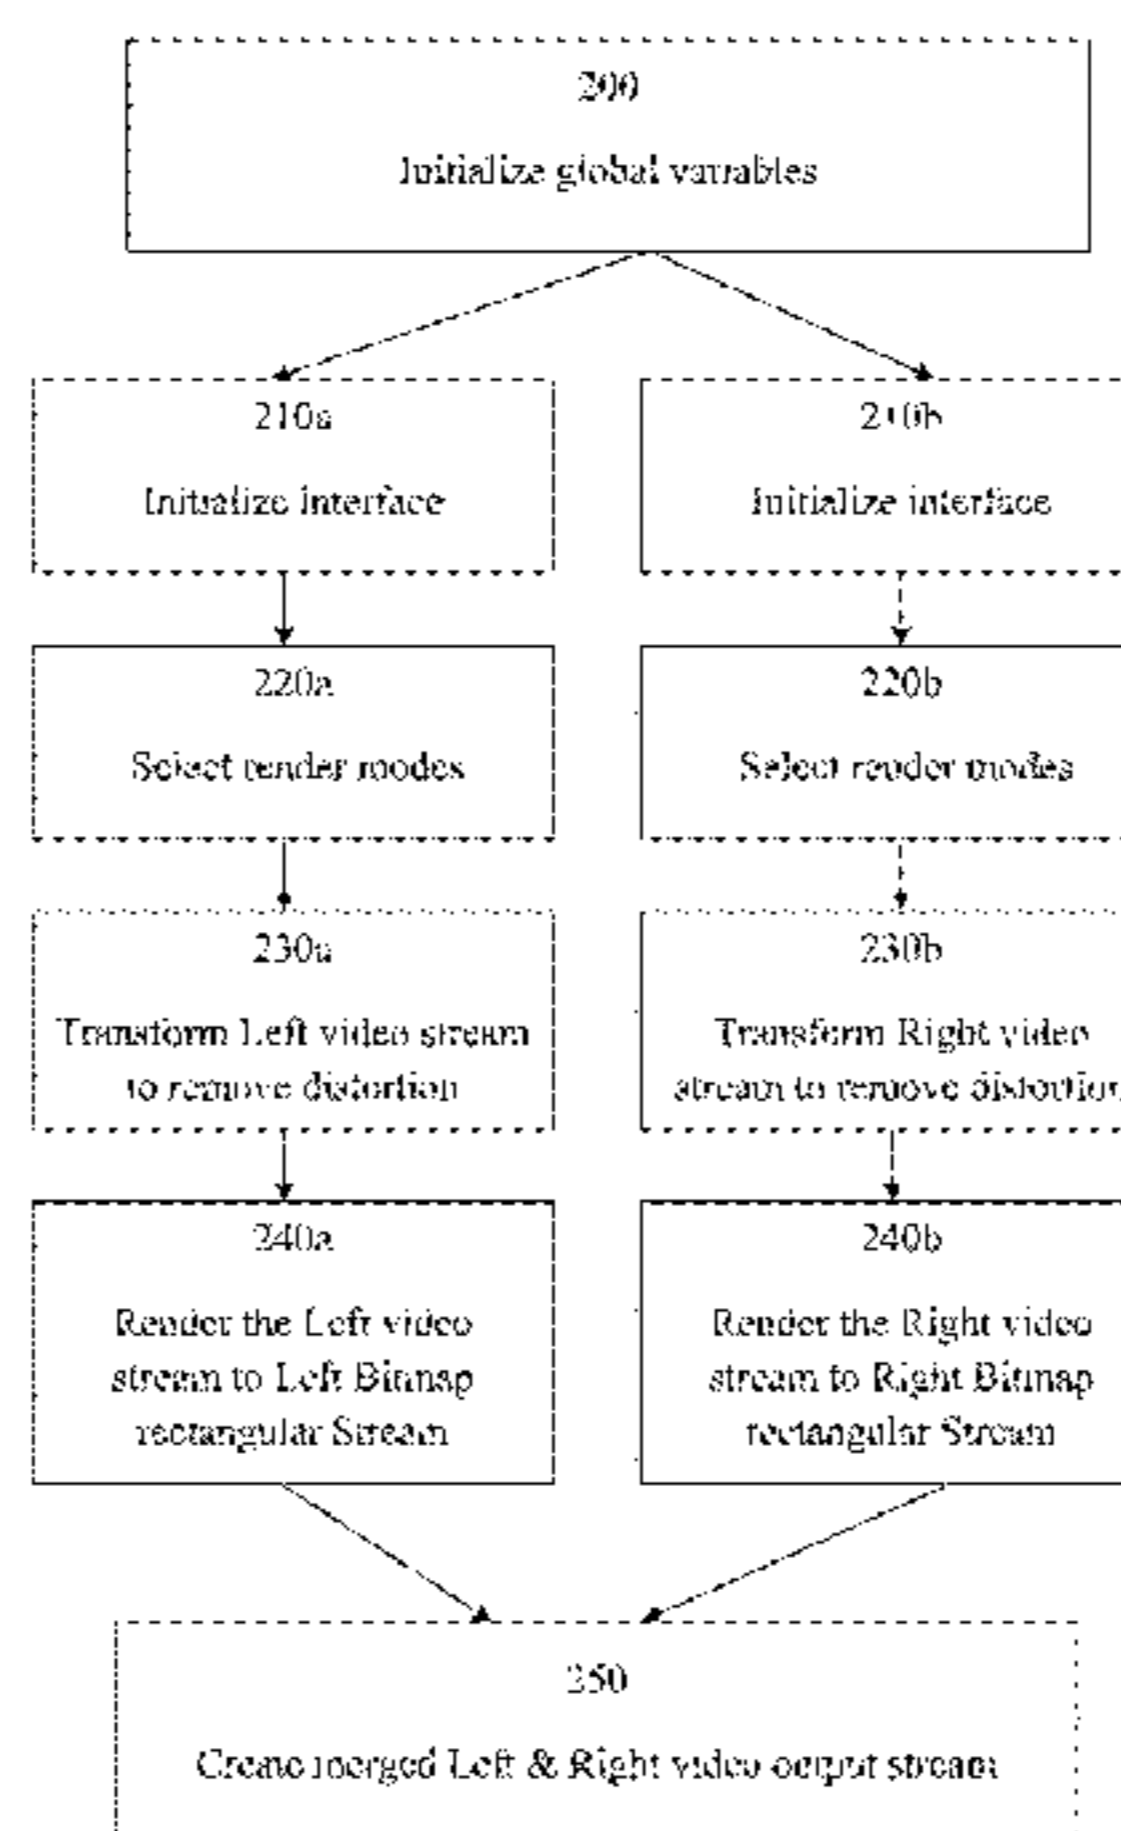 200
Initialize global variables
210a
Initialize interface
210b
Initialize interface
220a
Select render modes
220b
Select render modes
230a
Transform Left video stream
to remove distortion
230b
Transform Right video
stream to remove distortion
240a
Render the Left video
stream to Left Bitmap
rectangular Stream
240b
Render the Right video
stream to Right Bitmap
rectangular Stream
250
Create merged Left & Right video output stream